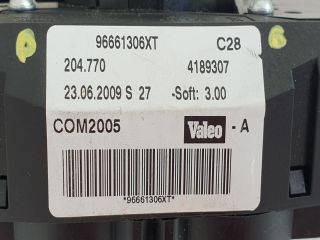 96661306XT C28
204.770 4189307
23.06.2009 S 27 -Soft: 3.00
COM2005 Valeo - A
*96661306XT*